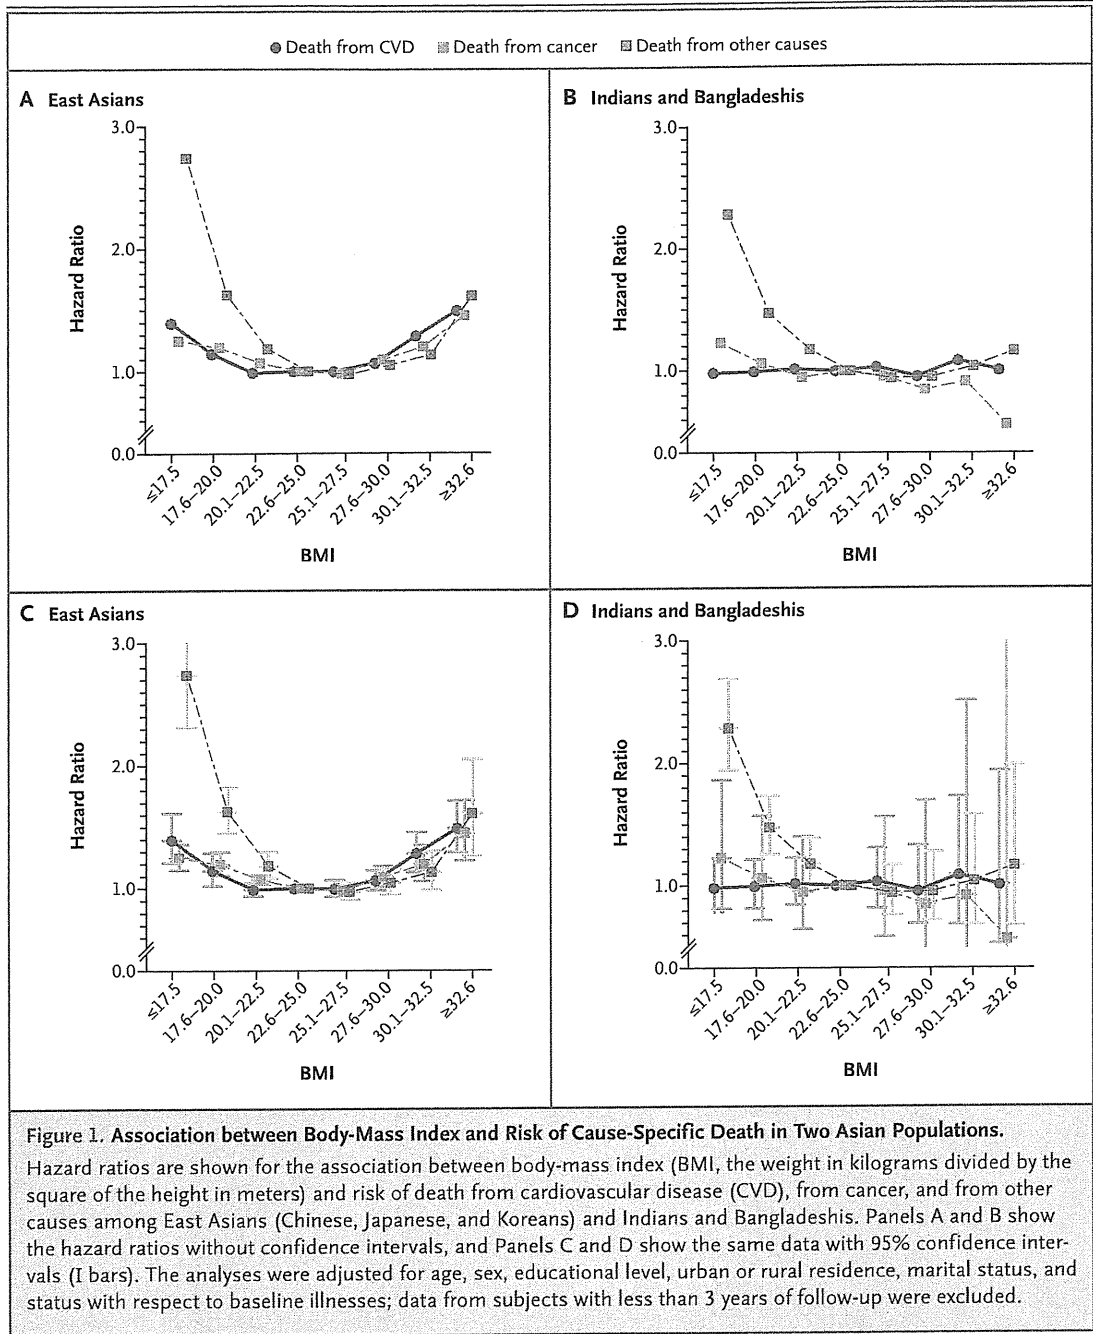 Death from CVD Death from cancer Death from other causes
A East Asians
3.0
2.0
1.0
0.0
Hazard Ratio
≤17.5
17.6–20.0
20.1–22.5
22.6–25.0
25.1–27.5
27.6–30.0
30.1–32.5
≥32.6
BMI
B Indians and Bangladeshis
3.0
2.0
1.0
0.0
Hazard Ratio
≤17.5
17.6–20.0
20.1–22.5
22.6–25.0
25.1–27.5
27.6–30.0
30.1–32.5
≥32.6
BMI
C East Asians
3.0
2.0
1.0
0.0
Hazard Ratio
≤17.5
17.6–20.0
20.1–22.5
22.6–25.0
25.1–27.5
27.6–30.0
30.1–32.5
≥32.6
BMI
D Indians and Bangladeshis
3.0
2.0
1.0
0.0
Hazard Ratio
≤17.5
17.6–20.0
20.1–22.5
22.6–25.0
25.1–27.5
27.6–30.0
30.1–32.5
≥32.6
BMI
Figure 1. Association between Body-Mass Index and Risk of Cause-Specific Death in Two Asian Populations.
Hazard ratios are shown for the association between body-mass index (BMI, the weight in kilograms divided by the
square of the height in meters) and risk of death from cardiovascular disease (CVD), from cancer, and from other
causes among East Asians (Chinese, Japanese, and Koreans) and Indians and Bangladeshis. Panels A and B show
the hazard ratios without confidence intervals, and Panels C and D show the same data with 95% confidence inter-
vals (I bars). The analyses were adjusted for age, sex, educational level, urban or rural residence, marital status, and
status with respect to baseline illnesses; data from subjects with less than 3 years of follow-up were excluded.